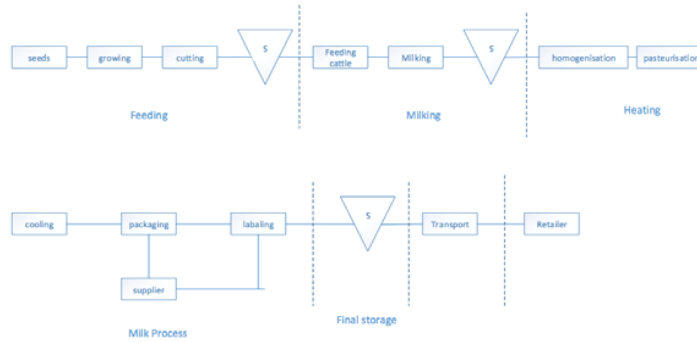 seeds
growing
cutting
S
Feeding
cattle
Milking
S
homogenisation
pasteurisation
Feeding
Milking
Heating
cooling
packaging
labaling
S
Transport
Retailer
supplier
Final storage
Milk Process